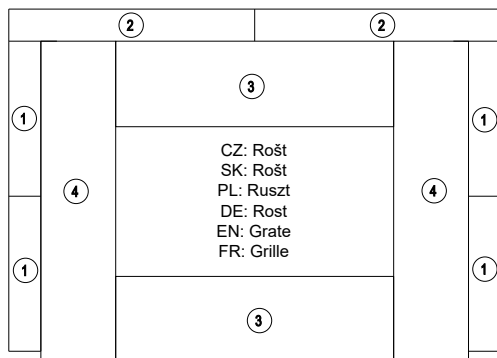 2
2
3
1
1
CZ: Rošt
SK: Rošt
PL: Ruszt
DE: Rost
EN: Grate
FR: Grille
4
4
1
1
3